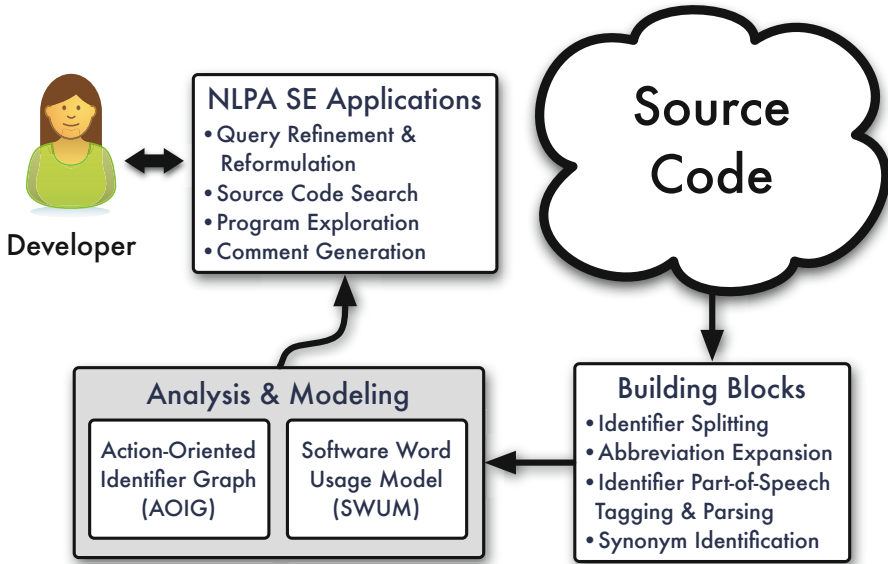 NLPA SE Applications
• Query Refinement &
Reformulation
• Source Code Search
• Program Exploration
• Comment Generation
Developer
Source
Code
Analysis & Modeling
Action-Oriented
Identifier Graph
(AOIG)
Software Word
Usage Model
(SWUM)
Building Blocks
• Identifier Splitting
• Abbreviation Expansion
• Identifier Part-of-Speech
Tagging & Parsing
• Synonym Identification